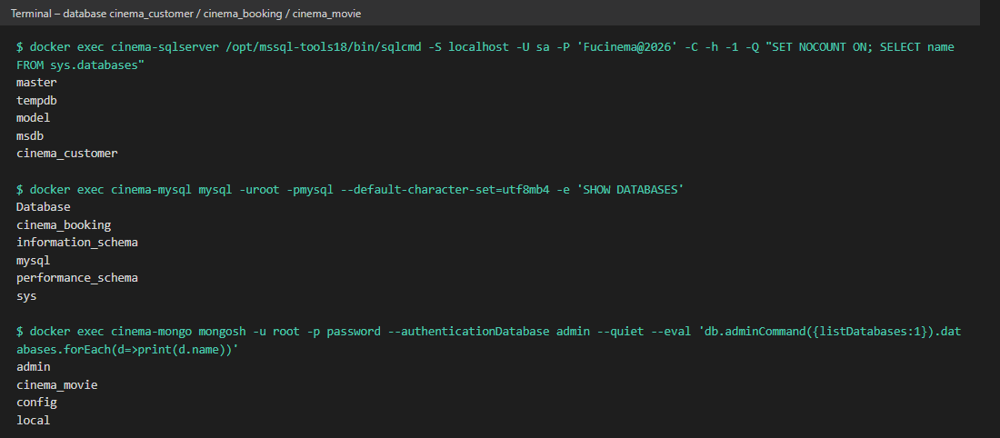 Terminal – database cinema_customer / cinema_booking / cinema_movie
$ docker exec cinema-sqlserver /opt/mssql-tools18/bin/sqlcmd -S localhost -U sa -P 'Fucinema@2026' -C -h -1 -Q "SET NOCOUNT ON; SELECT name
FROM sys.databases"
master
tempdb
model
msdb
cinema_customer
$ docker exec cinema-mysql mysql -uroot -pmysql --default-character-set=utf8mb4 -e 'SHOW DATABASES'
Database
cinema_booking
information_schema
mysql
performance_schema
sys
$ docker exec cinema-mongo mongosh -u root -p password --authenticationDatabase admin --quiet --eval 'db.adminCommand({listDatabases:1}).dat
abases.forEach(d=>print(d.name))'
admin
cinema_movie
config
local